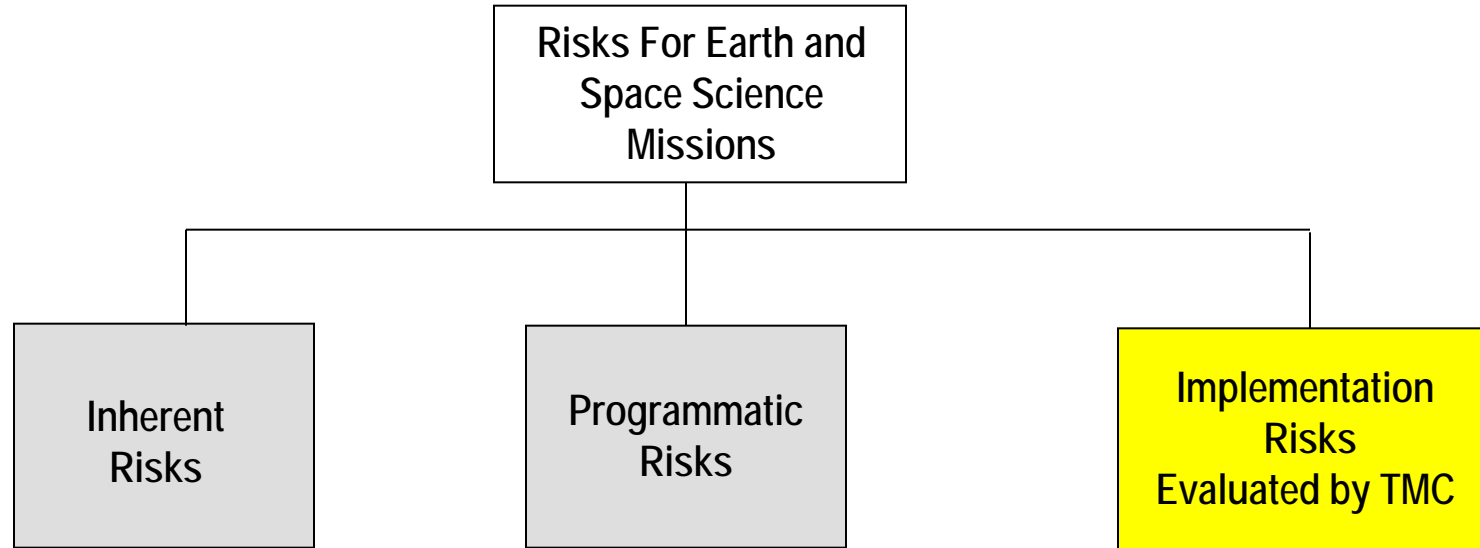 Risks For Earth and
Space Science
Missions
Inherent
Risks
Programmatic
Risks
Implementation
Risks
Evaluated by TMC